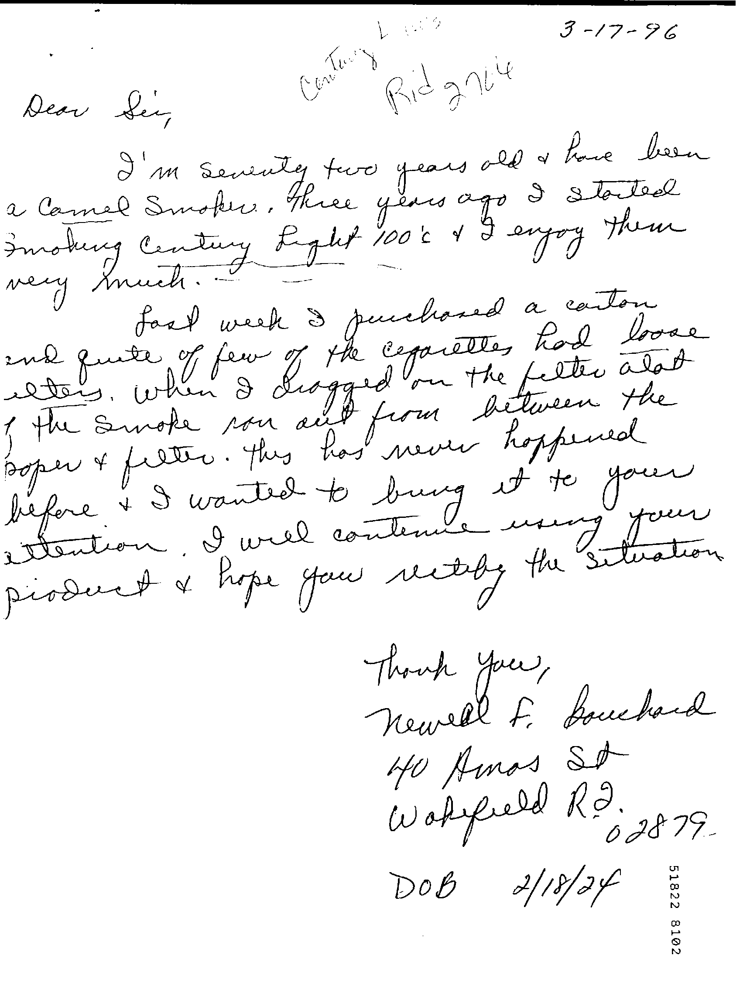 3-17-96
Century
Rid 2764
Dear Sir,
I'm seventy two years old & have been
a Camel Smoker. Three years ago I started
Smoking Century Light 100's & I enjoy them
very much.
Last week I purchased a carton
and quite of few of the cegarettes had loose
ilters. When I dragged on the filter alot
f the smoke ran out from between the
paper & filter. This has never happened
before & I wanted to bring it to your
attention. I will contenue using your
product & hope you rectify the situation
Thank You,
Newell F. Bouchard
40 Amos St
Wakefield R.I.
02879
DOB 2/18/24
51822 8102